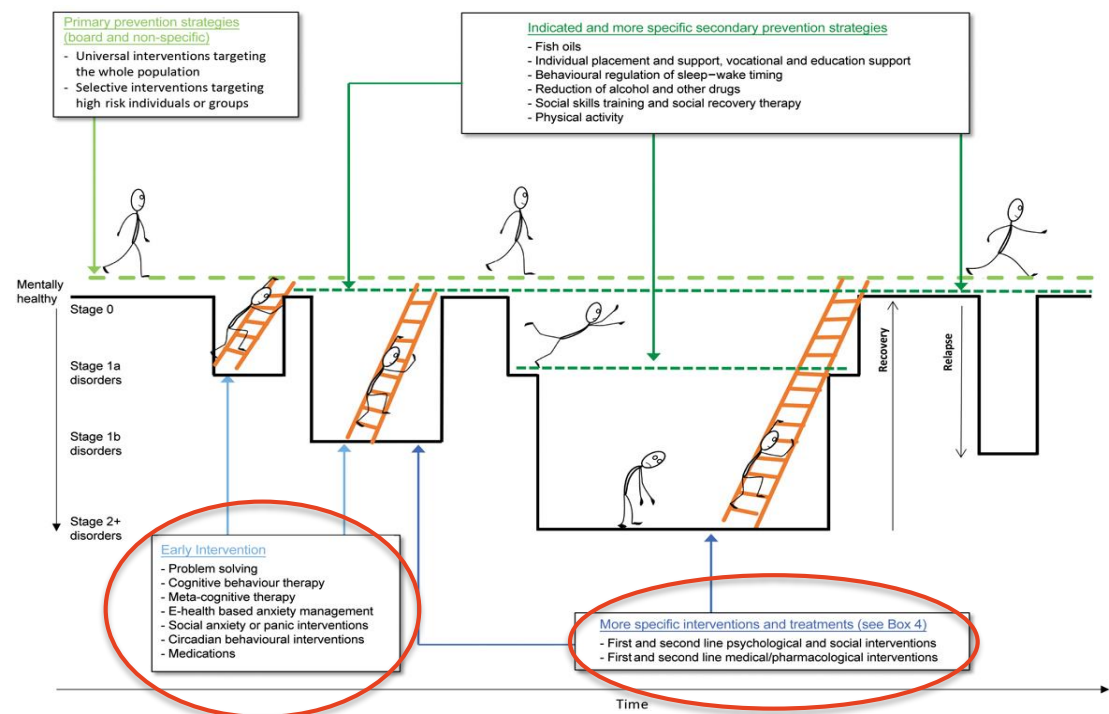 Primary prevention strategies
(board and non-specific)
- Universal interventions targeting
the whole population
- Selective interventions targeting
high risk individuals or groups
Indicated and more specific secondary prevention strategies
- Fish oils
- Individual placement and support, vocational and education support
- Behavioural regulation of sleep–wake timing
- Reduction of alcohol and other drugs
- Social skills training and social recovery therapy
- Physical activity
Mentally
healthy
Stage 0
Stage 1a
disorders
Stage 1b
disorders
Stage 2+
disorders
Recovery
Relapse
Early Intervention
- Problem solving
- Cognitive behaviour therapy
- Meta-cognitive therapy
- E-health based anxiety management
- Social anxiety or panic interventions
- Circadian behavioural interventions
- Medications
More specific interventions and treatments (see Box 4)
- First and second line psychological and social interventions
- First and second line medical/pharmacological interventions
Time